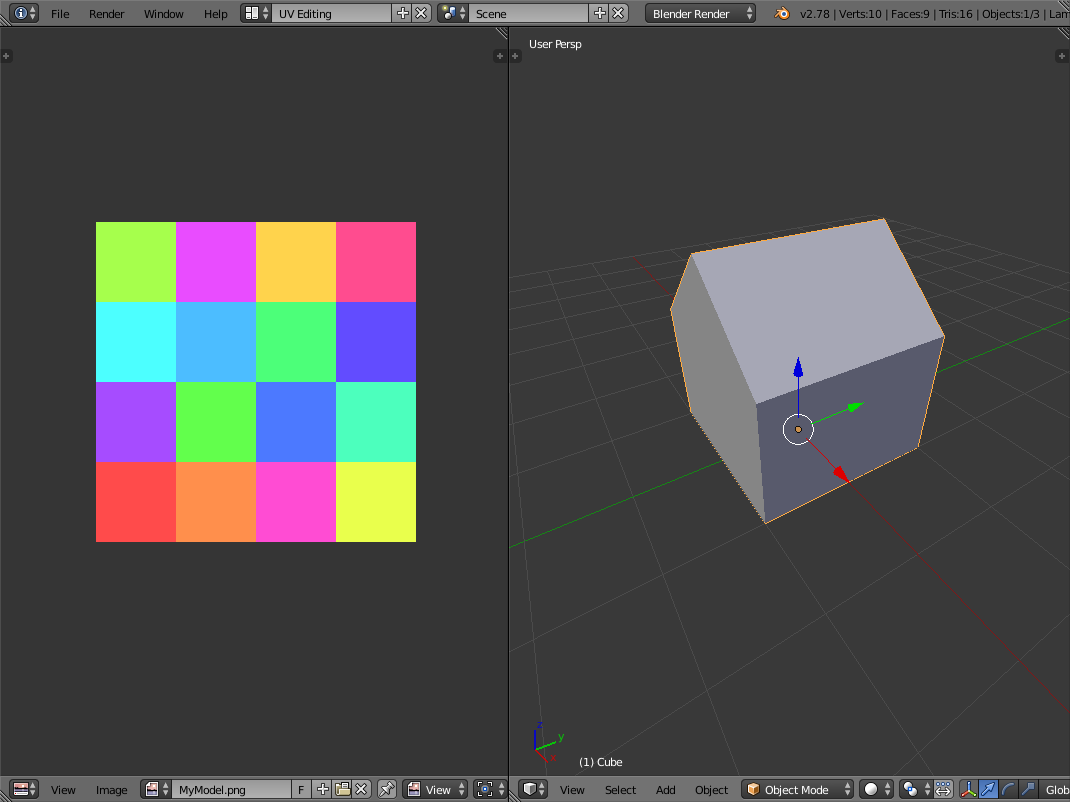 File Render Window Help UV Editing Scene Blender Render v2.78 | Verts:10 | Faces:9 | Tris:16 | Objects:1/3 | Lam
User Persp
z
y
x
(1) Cube
View Image MyModel.png F View View Select Add Object Object Mode Glob